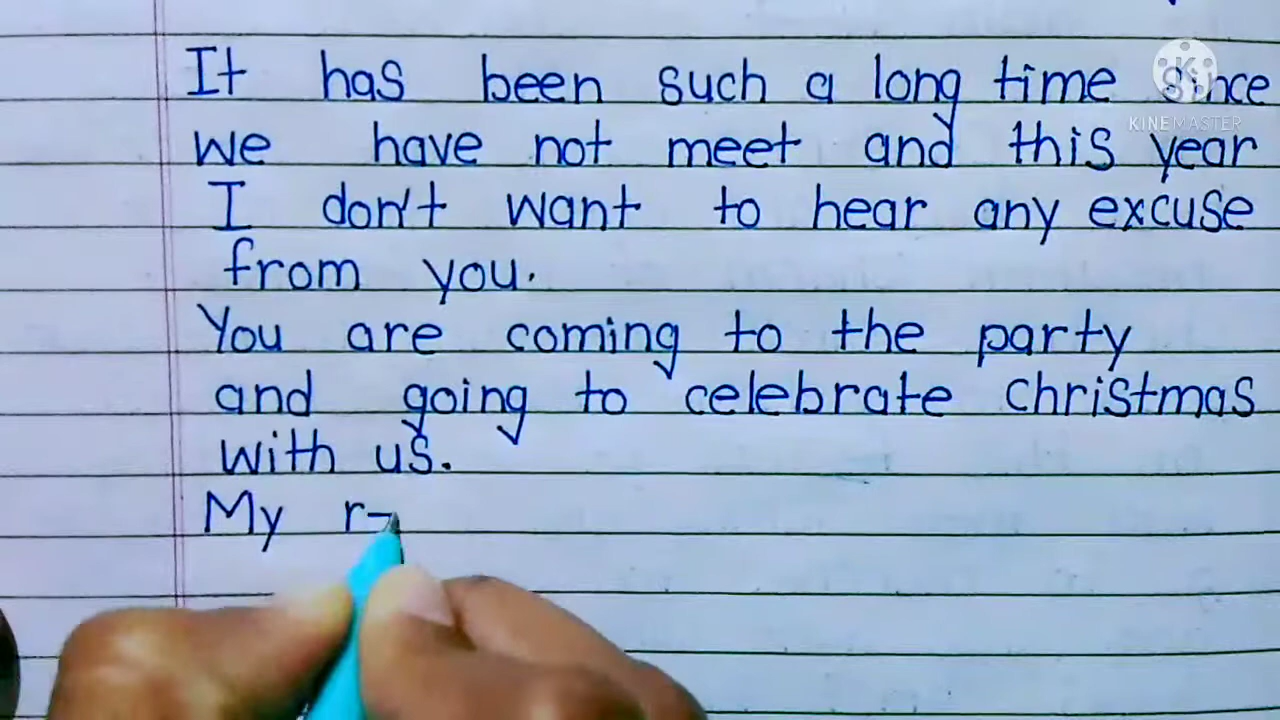 It has been such a long time since
we have not meet and this year
I don't want to hear any excuse
from you.
You are coming to the party
and going to celebrate christmas
with us.
My r
KINEMASTER